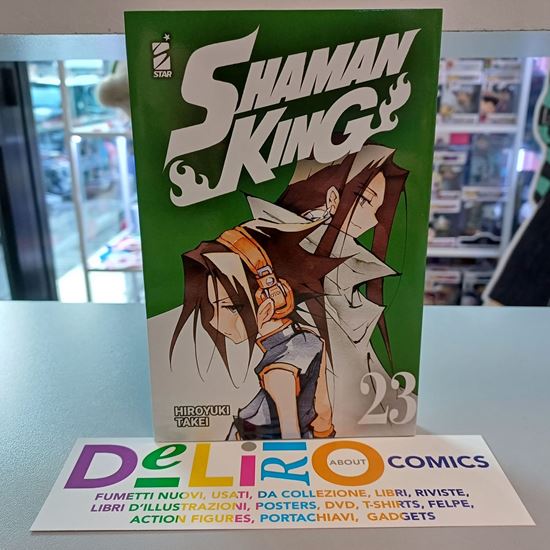 STAR
SHAMAN
KING
HIROYUKI
TAKEI
23
DeLiRiO ABOUT COMICS
FUMETTI NUOVI, USATI, DA COLLEZIONE, LIBRI, RIVISTE,
LIBRI D'ILLUSTRAZIONI, POSTERS, DVD, T-SHIRTS, FELPE,
ACTION FIGURES, PORTACHIAVI, GADGETS